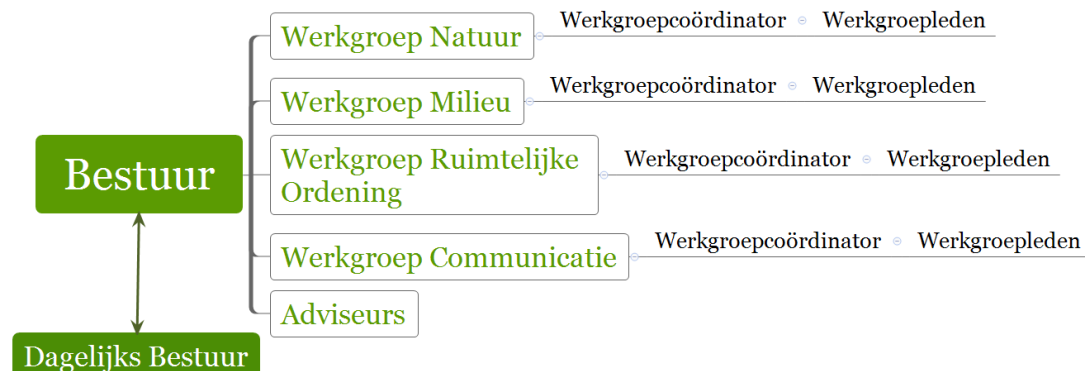 Werkgroep Natuur
Werkgroepcoördinator
Werkgroepleden
Werkgroep Milieu
Werkgroepcoördinator
Werkgroepleden
Bestuur
Werkgroep Ruimtelijke
Ordening
Werkgroepcoördinator
Werkgroepleden
Werkgroep Communicatie
Werkgroepcoördinator
Werkgroepleden
Adviseurs
Dagelijks Bestuur